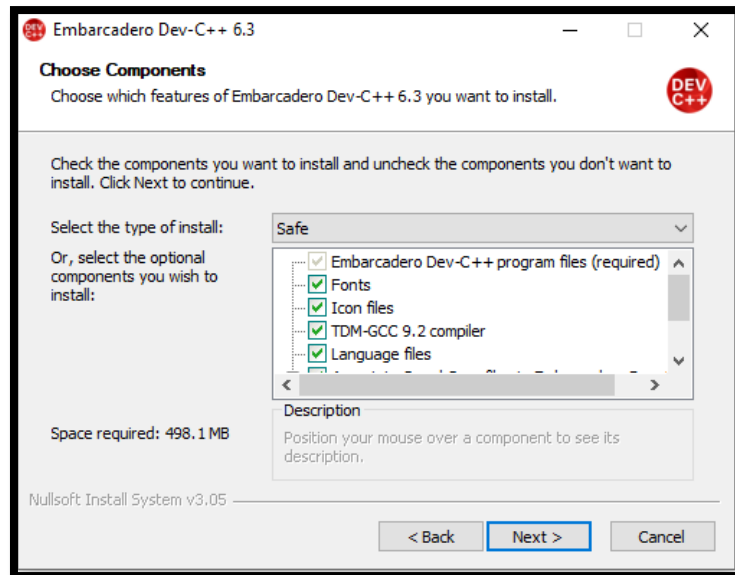 Embarcadero Dev-C++ 6.3
Choose Components
Choose which features of Embarcadero Dev-C++ 6.3 you want to install.
DEV
C++
Check the components you want to install and uncheck the components you don't want to
install. Click Next to continue.
Select the type of install:
Safe
Or, select the optional
components you wish to
install:
Embarcadero Dev-C++ program files (required)
Fonts
Icon files
TDM-GCC 9.2 compiler
Language files
Space required: 498.1 MB
Description
Position your mouse over a component to see its
description.
Nullsoft Install System v3.05
< Back
Next >
Cancel